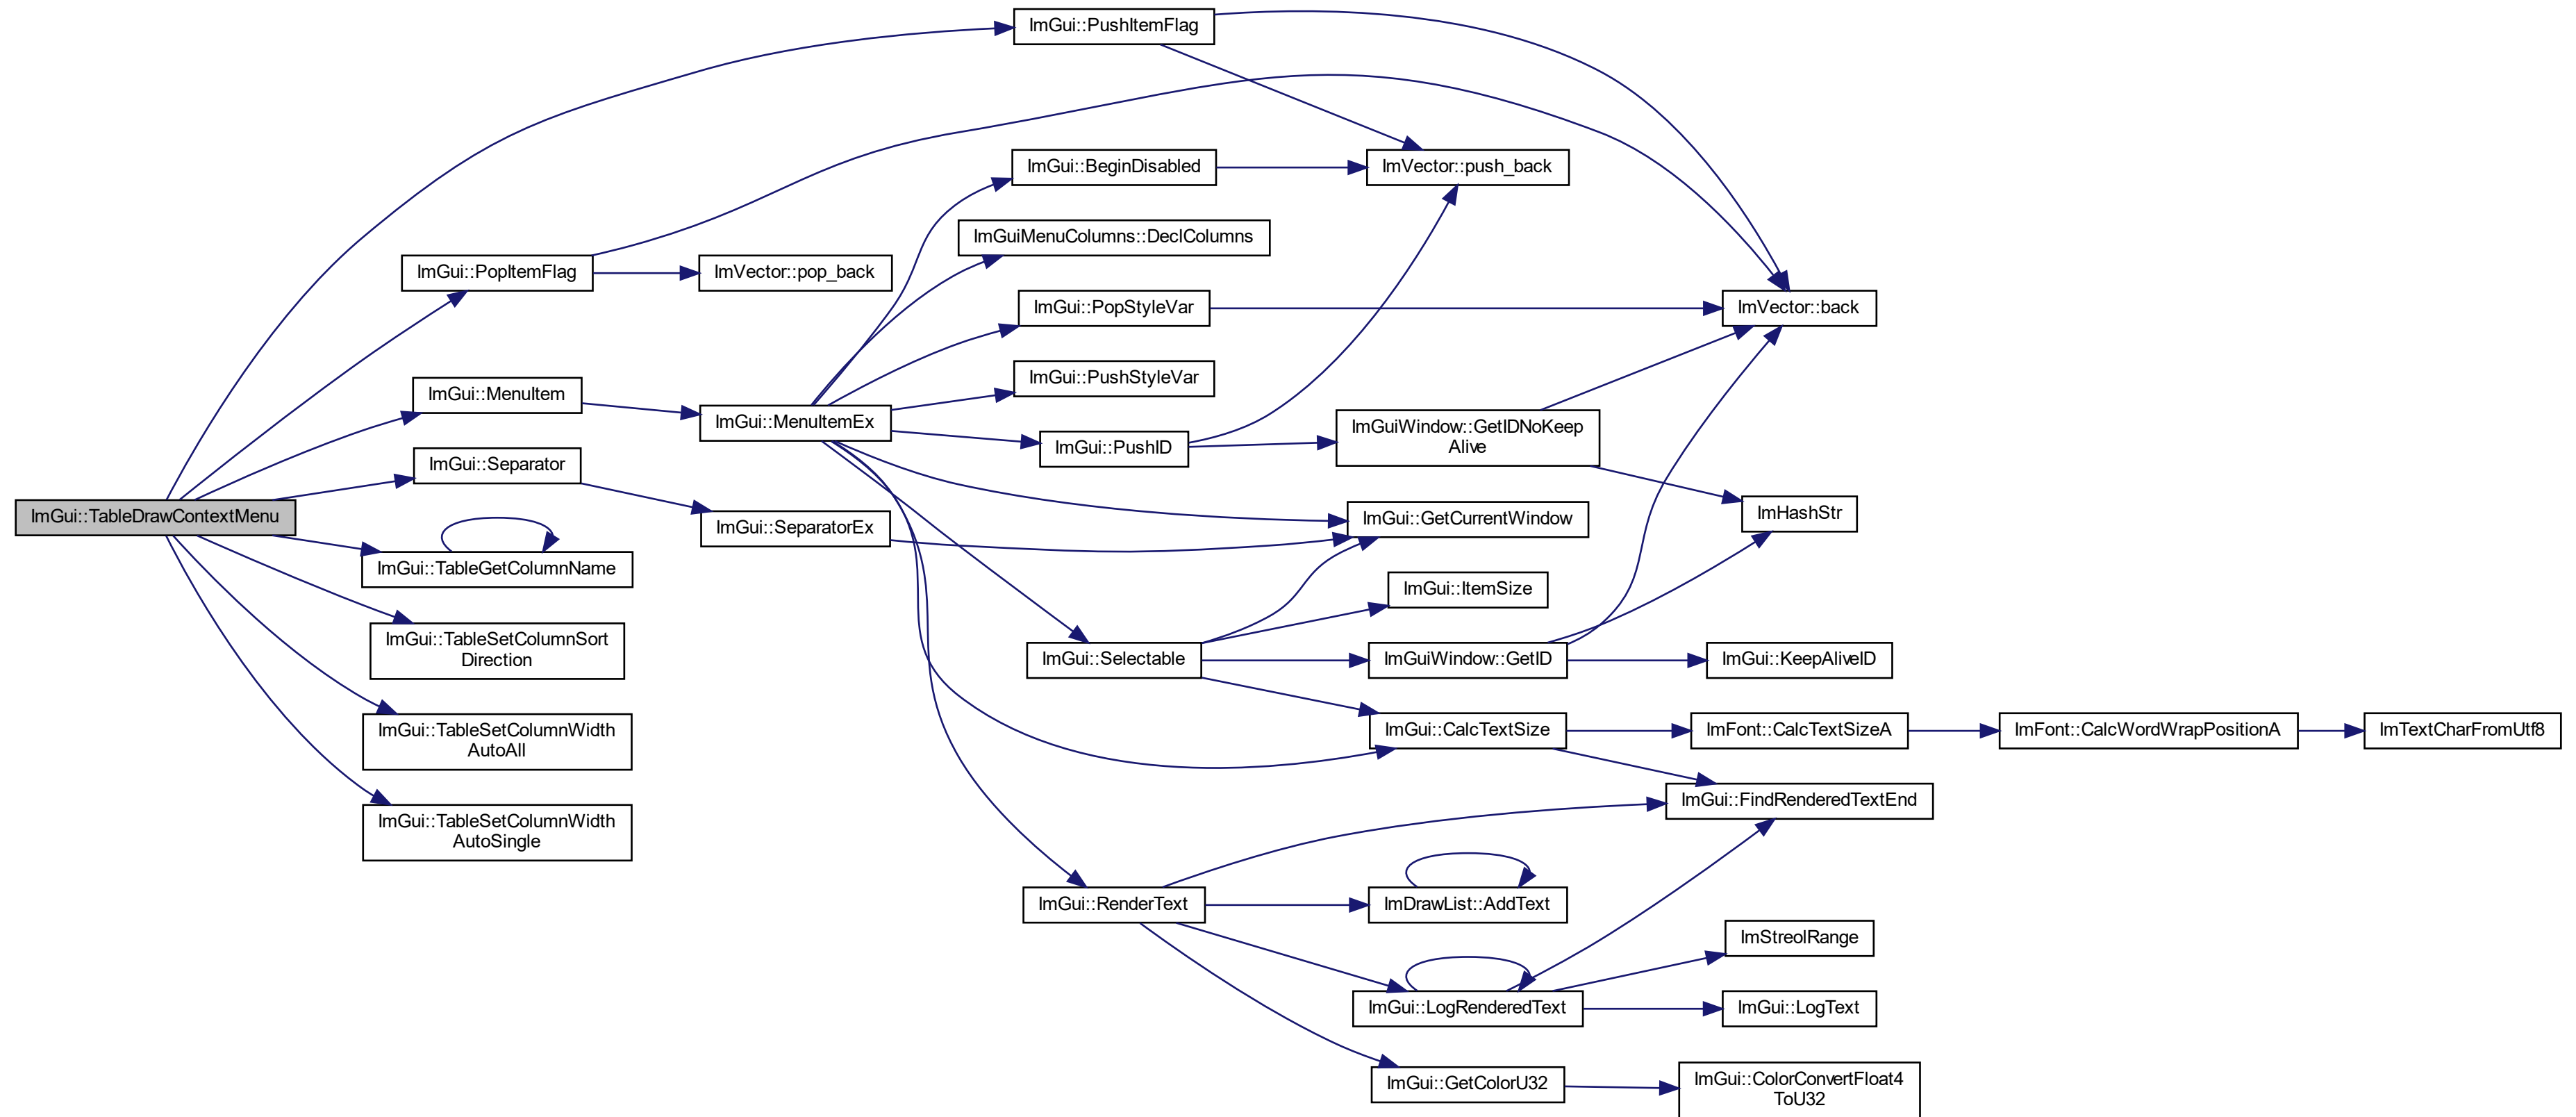 ImGui::PushItemFlag
ImGui::BeginDisabled
ImVector::push_back
ImGuiMenuColumns::DeclColumns
ImGui::PopItemFlag
ImVector::pop_back
ImGui::PopStyleVar
ImVector::back
ImGui::PushStyleVar
ImGui::MenuItem
ImGui::MenuItemEx
ImGui::PushID
ImGuiWindow::GetIDNoKeep
Alive
ImGui::Separator
ImGui::TableDrawContextMenu
ImGui::SeparatorEx
ImGui::GetCurrentWindow
ImHashStr
ImGui::TableGetColumnName
ImGui::ItemSize
ImGui::TableSetColumnSort
Direction
ImGui::Selectable
ImGuiWindow::GetID
ImGui::KeepAliveID
ImGui::TableSetColumnWidth
AutoAll
ImGui::CalcTextSize
ImFont::CalcTextSizeA
ImFont::CalcWordWrapPositionA
ImTextCharFromUtf8
ImGui::FindRenderedTextEnd
ImGui::TableSetColumnWidth
AutoSingle
ImGui::RenderText
ImDrawList::AddText
ImStreolRange
ImGui::LogRenderedText
ImGui::LogText
ImGui::GetColorU32
ImGui::ColorConvertFloat4
ToU32